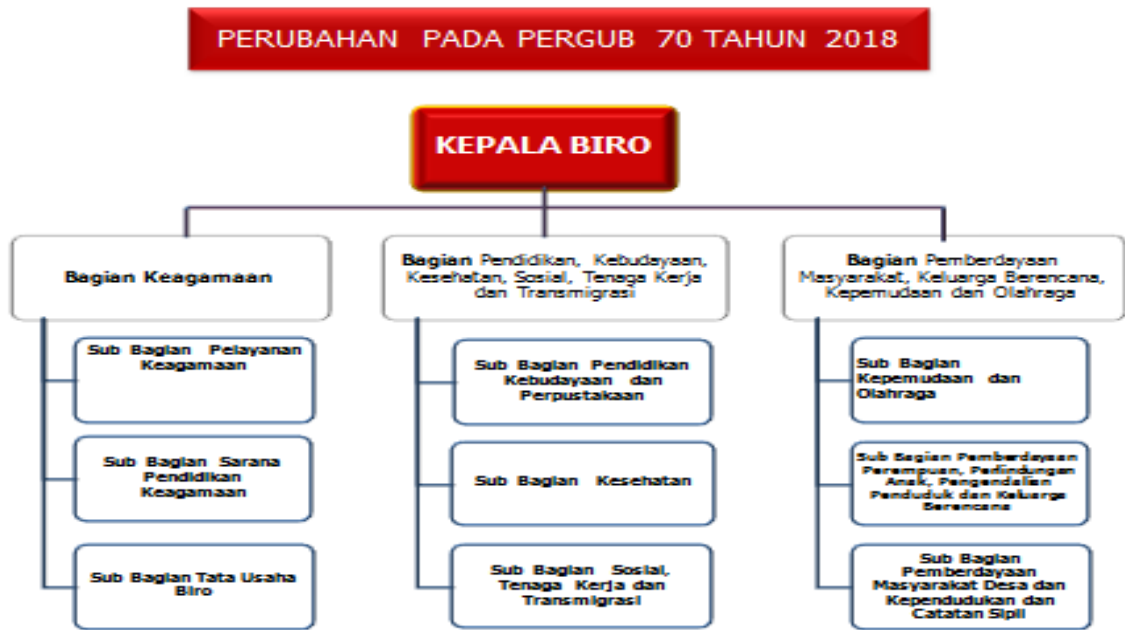 PERUBAHAN PADA PERGUB 70 TAHUN 2018
KEPALA BIRO
Bagian Keagamaan
Sub Bagian Pelayanan
Keagamaan
Sub Bagian Sarana
Pendidikan
Keagamaan
Sub Bagian Tata Usaha
Biro
Bagian Pendidikan, Kebudayaan,
Kesehatan, Sosial, Tenaga Kerja
dan Transmigrasi
Sub Bagian Pendidikan
Kebudayaan dan
Perpustakaan
Sub Bagian Kesehatan
Sub Bagian Sosial,
Tenaga Kerja dan
Transmigrasi
Bagian Pemberdayaan
Masyarakat, Keluarga Berencana,
Kepemudaan dan Olahraga
Sub Bagian
Kepemudaan dan
Olahraga
Sub Bagian Pemberdayaan
Perempuan, Perlindungan
Anak, Pengendalian
Penduduk dan Keluarga
Berencana
Sub Bagian
Pemberdayaan
Masyarakat Desa dan
Kependudukan dan
Catatan Sipil